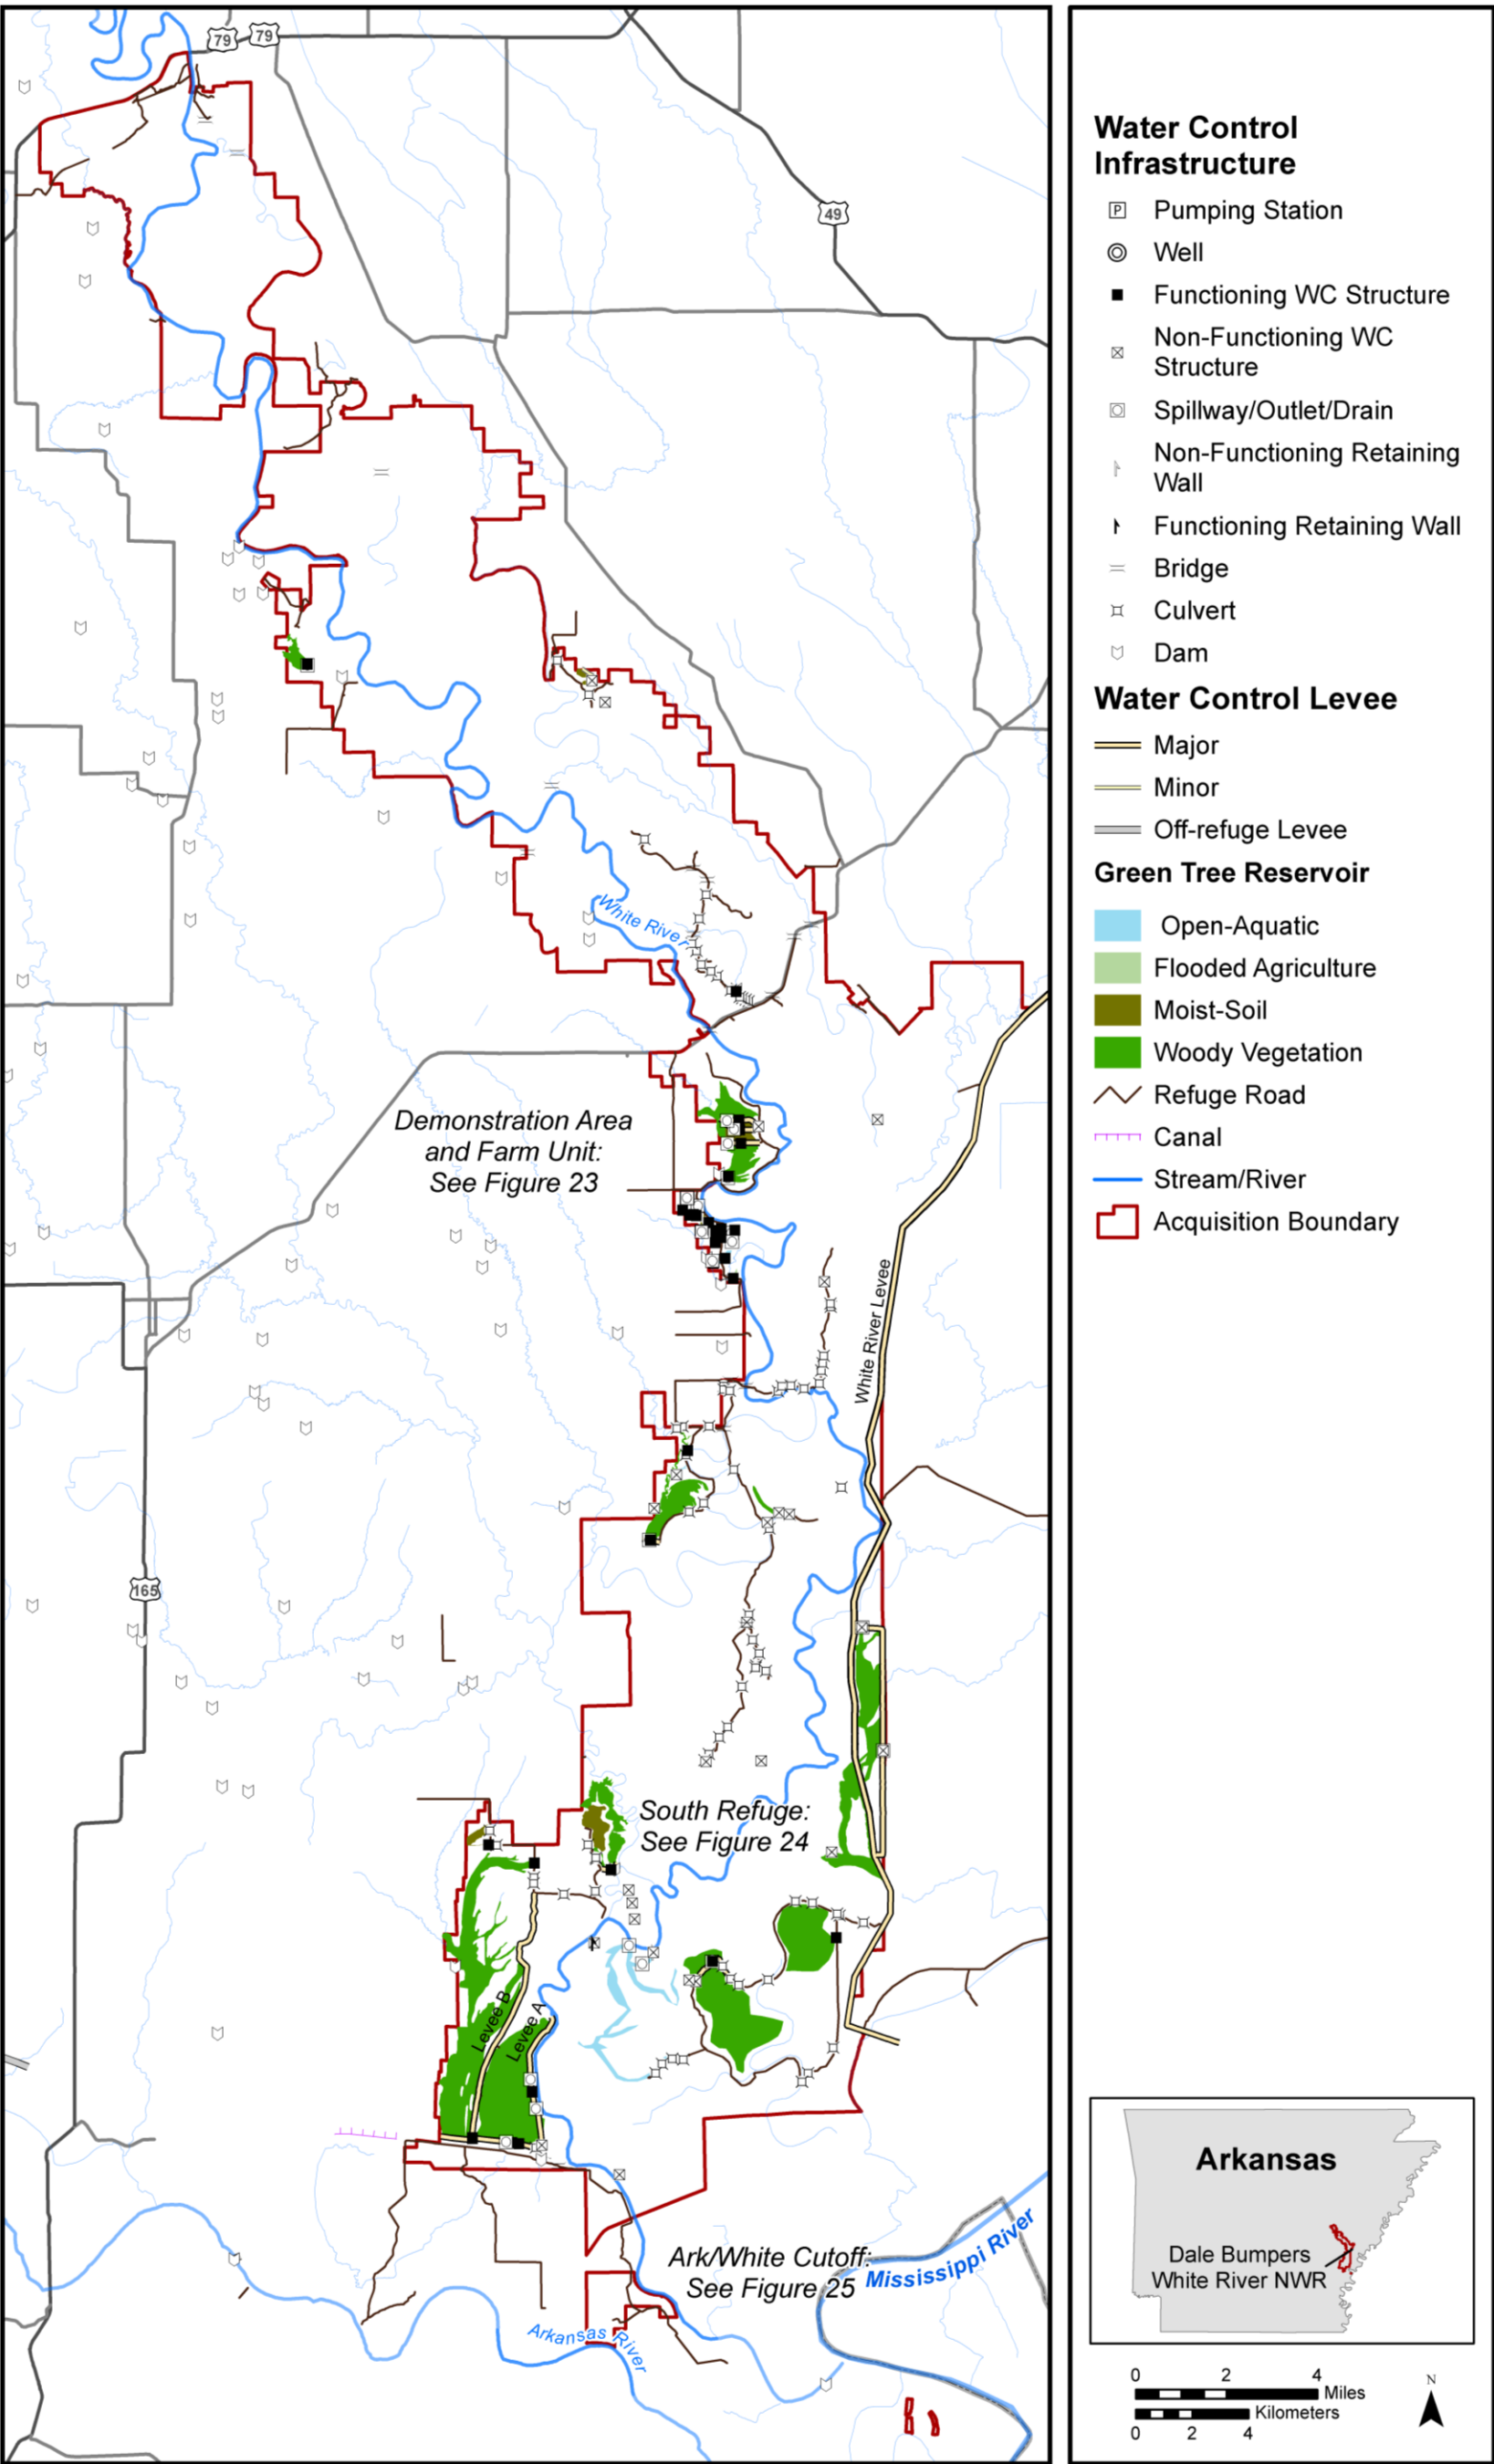 79
79
49
White River
Demonstration Area
and Farm Unit:
See Figure 23
White River Levee
165
South Refuge:
See Figure 24
Levee B
Levee A
Ark/White Cutoff:
See Figure 25
Mississippi River
Arkansas River
Water Control
Infrastructure
P Pumping Station
Well
Functioning WC Structure
Non-Functioning WC
Structure
Spillway/Outlet/Drain
Non-Functioning Retaining
Wall
Functioning Retaining Wall
Bridge
Culvert
Dam
Water Control Levee
Major
Minor
Off-refuge Levee
Green Tree Reservoir
Open-Aquatic
Flooded Agriculture
Moist-Soil
Woody Vegetation
Refuge Road
Canal
Stream/River
Acquisition Boundary
Arkansas
Dale Bumpers
White River NWR
0 2 4
Miles
Kilometers
0 2 4
N